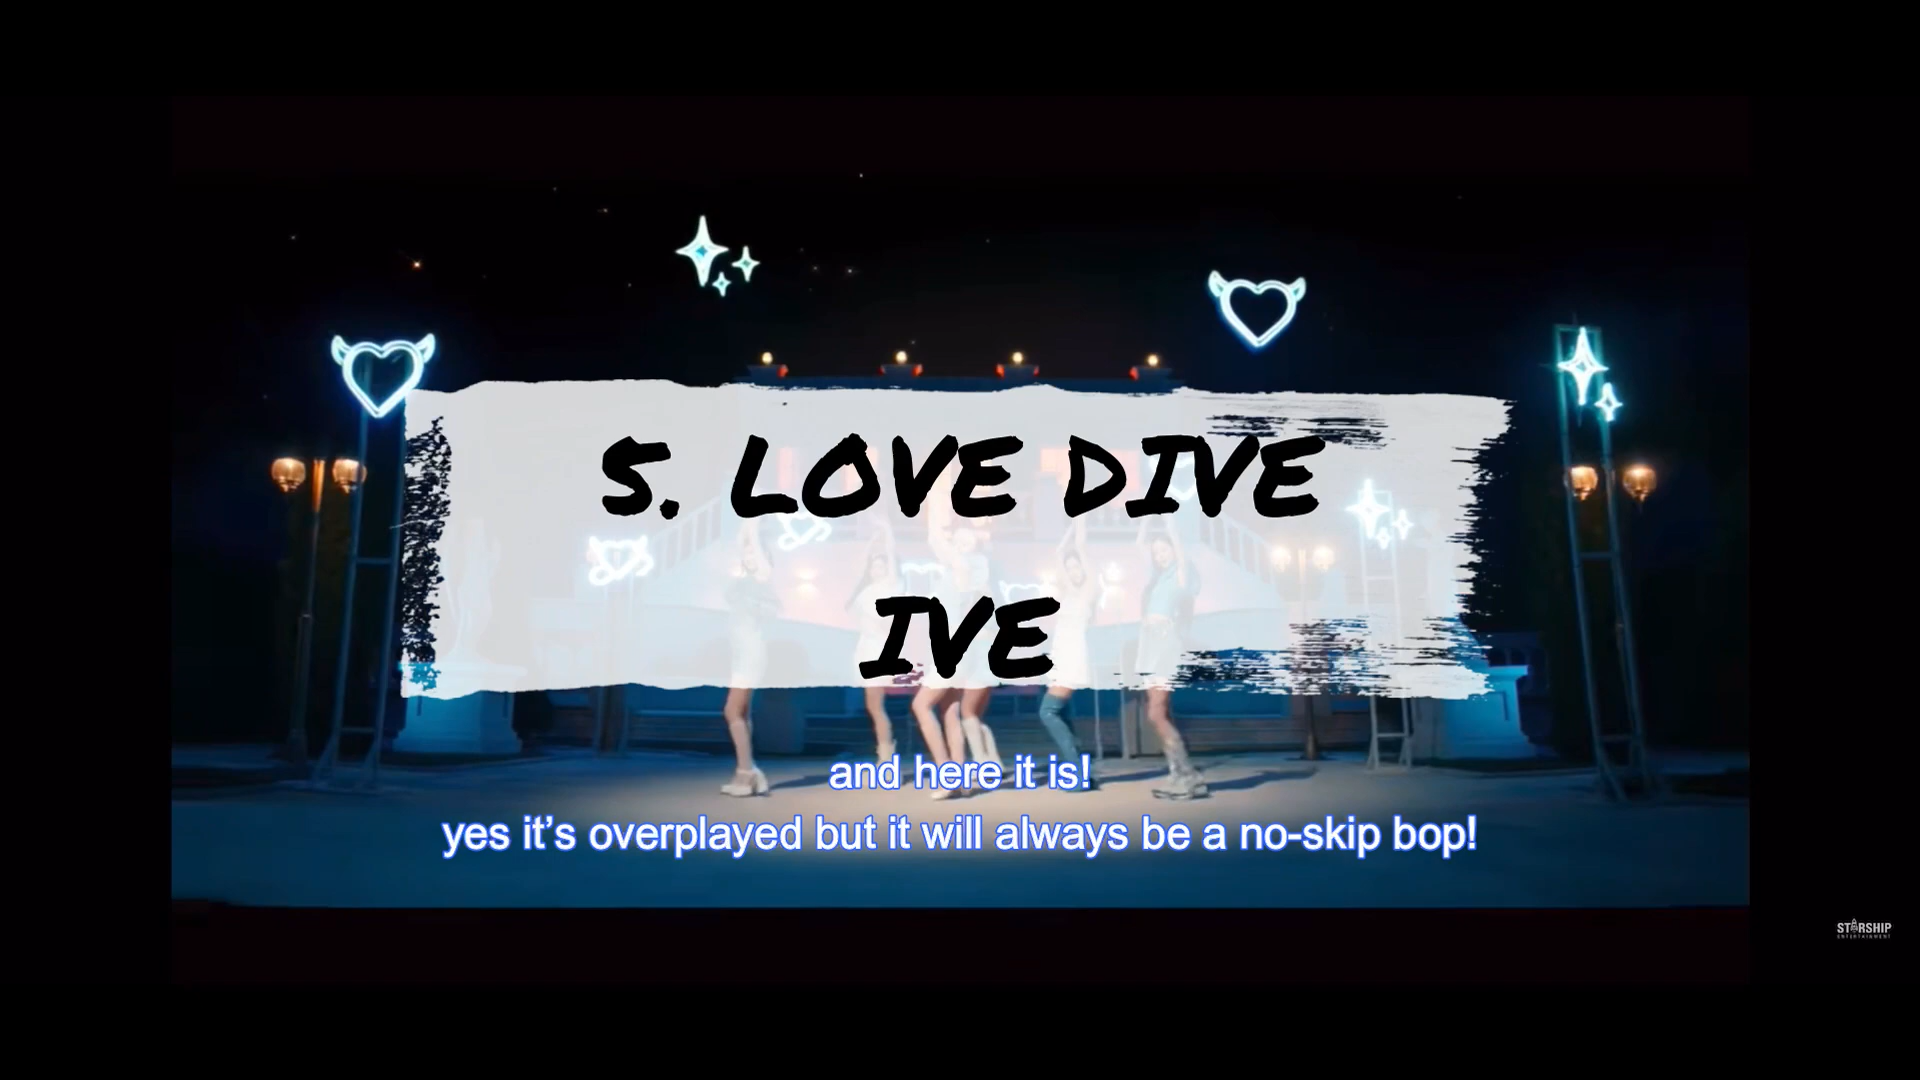 5. LOVE DIVE
IVE
and here it is!
yes it’s overplayed but it will always be a no-skip bop!
STARSHIP
ENTERTAINMENT